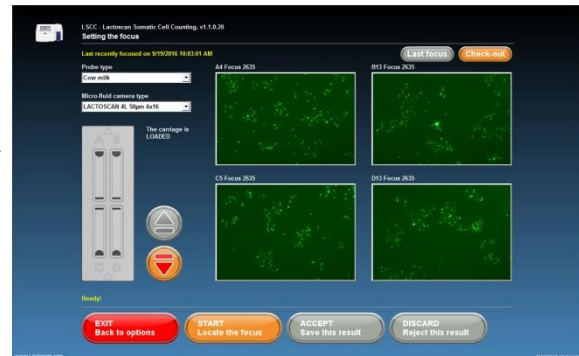 LSCC - Lactoscan Somatic Cell Counting, v1.1.0.20
Setting the focus
Last recently focused on 9/19/2016 10:03:01 AM
Last focus
Check-out
Probe type
Cow milk
Micro-fluid camera type
LACTOSCAN 4L 50µm 4x16
The carriage is
LOADED
A B
C D
A4 Focus 2635
B13 Focus 2635
C5 Focus 2635
D13 Focus 2635
Ready!
EXIT
Back to options
START
Locate the focus
ACCEPT
Save this result
DISCARD
Reject this result